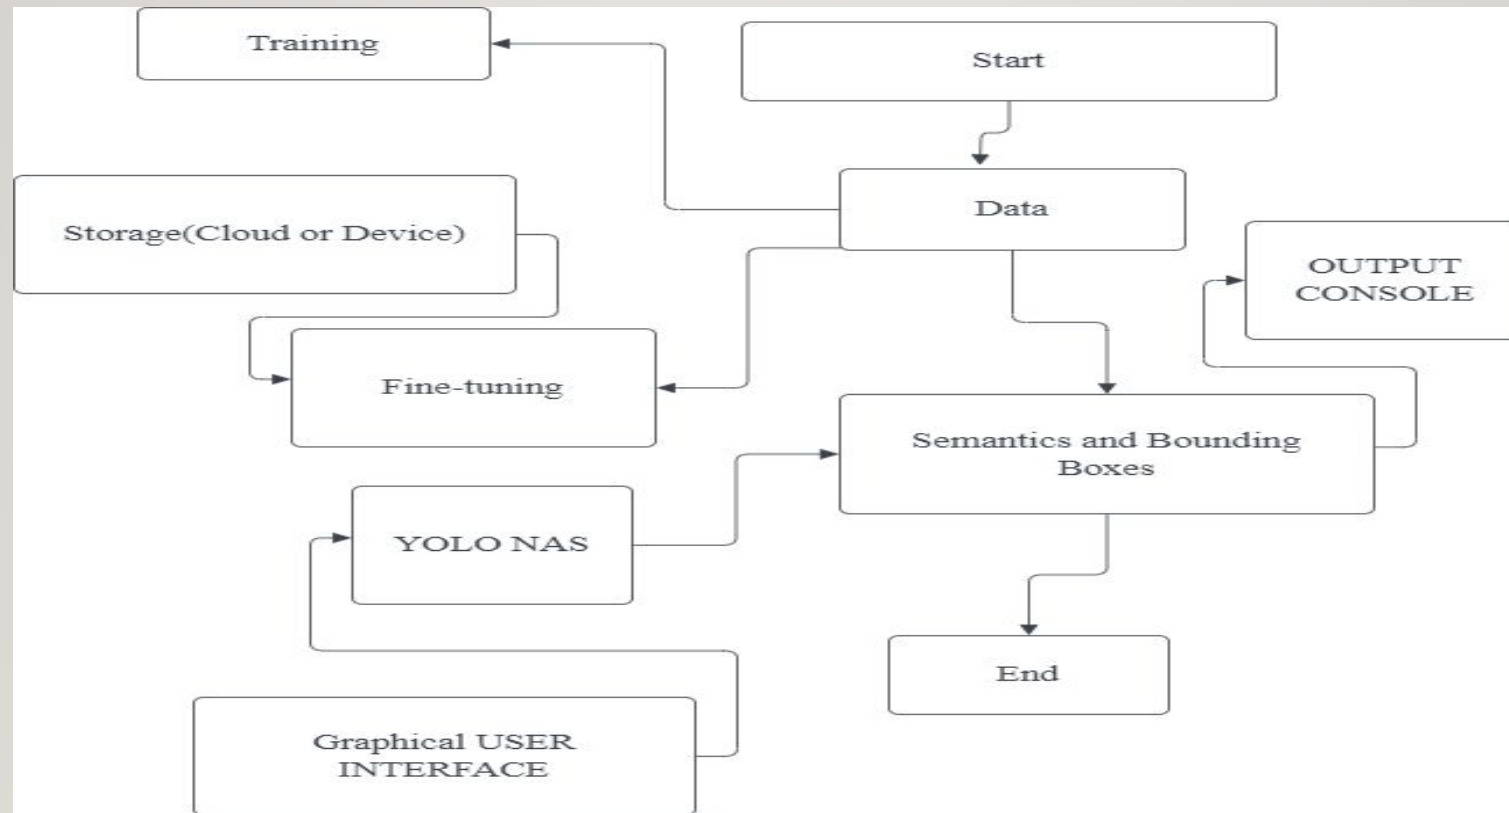 Training
Start
Data
Storage(Cloud or Device)
OUTPUT
CONSOLE
Fine-tuning
Semantics and Bounding
Boxes
YOLO NAS
End
Graphical USER
INTERFACE